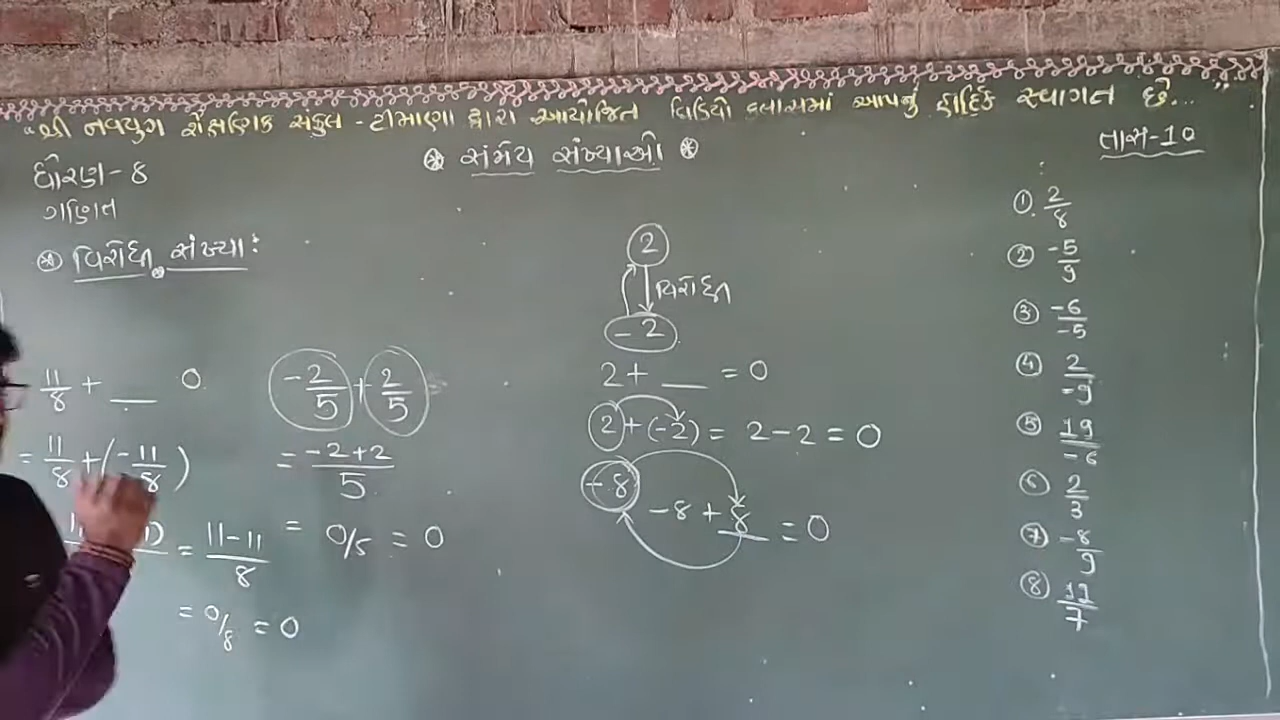 "શ્રી નવયુગ શૈક્ષણિક સંકુલ - ટીમાણા દ્વારા આયોજિત વિડિયો ક્લાસમાં આપનું હાર્દિક સ્વાગત છે..."
તાસ-10
* સંમેય સંખ્યાઓ *
ધોરણ-8
ગણિત
* વિરોધી સંખ્યા:
11/8 + __ 0
= 11/8 + (-11/8)
= 11-11/8
= 0/8 = 0
-2/5 + 2/5 =
= -2+2/5
= 0/5 = 0
2
વિરોધી
-2
2 + __ = 0
2 + (-2) = 2-2 = 0
-8
-8 + 8 = 0
① 2/8
② -5/9
③ -6/-5
④ 2/-9
⑤ 19/-6
⑥ 2/3
⑦ -8/9
⑧ 17/7